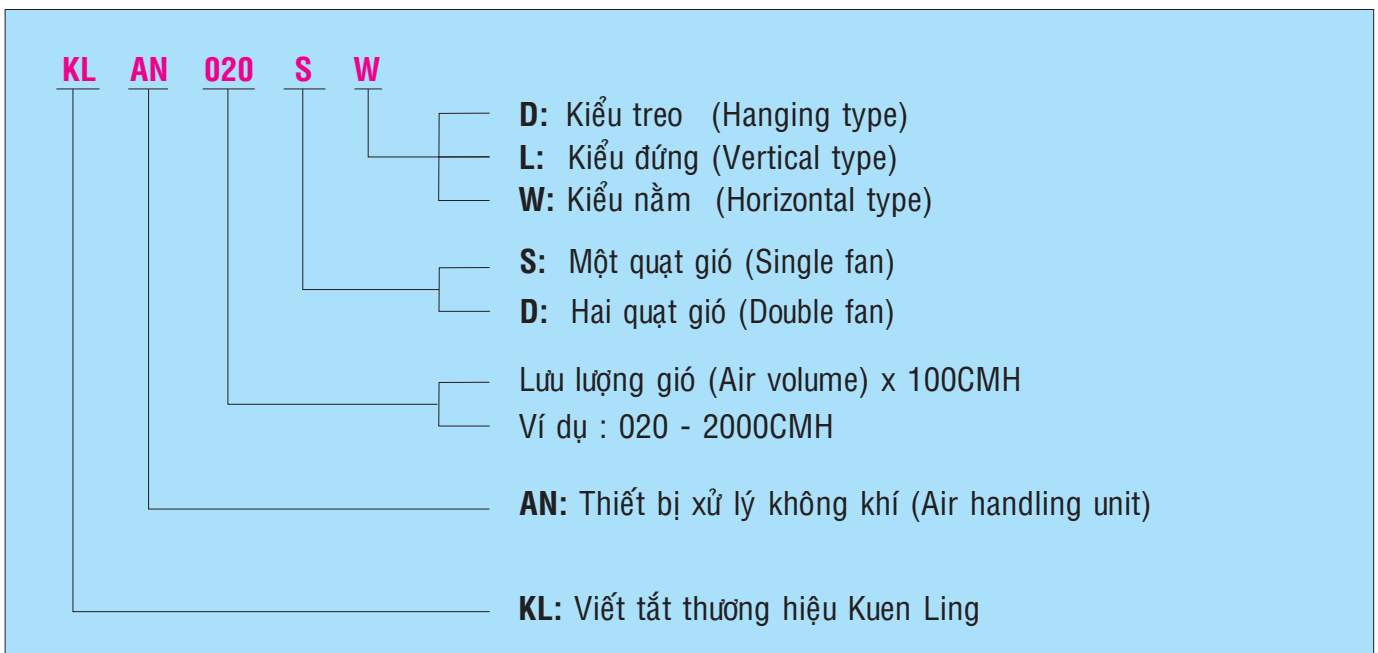 KL AN 020 S W
D: Kiểu treo (Hanging type)
L: Kiểu đứng (Vertical type)
W: Kiểu nằm (Horizontal type)
S: Một quạt gió (Single fan)
D: Hai quạt gió (Double fan)
Lưu lượng gió (Air volume) x 100CMH
Ví dụ : 020 - 2000CMH
AN: Thiết bị xử lý không khí (Air handling unit)
KL: Viết tắt thương hiệu Kuen Ling